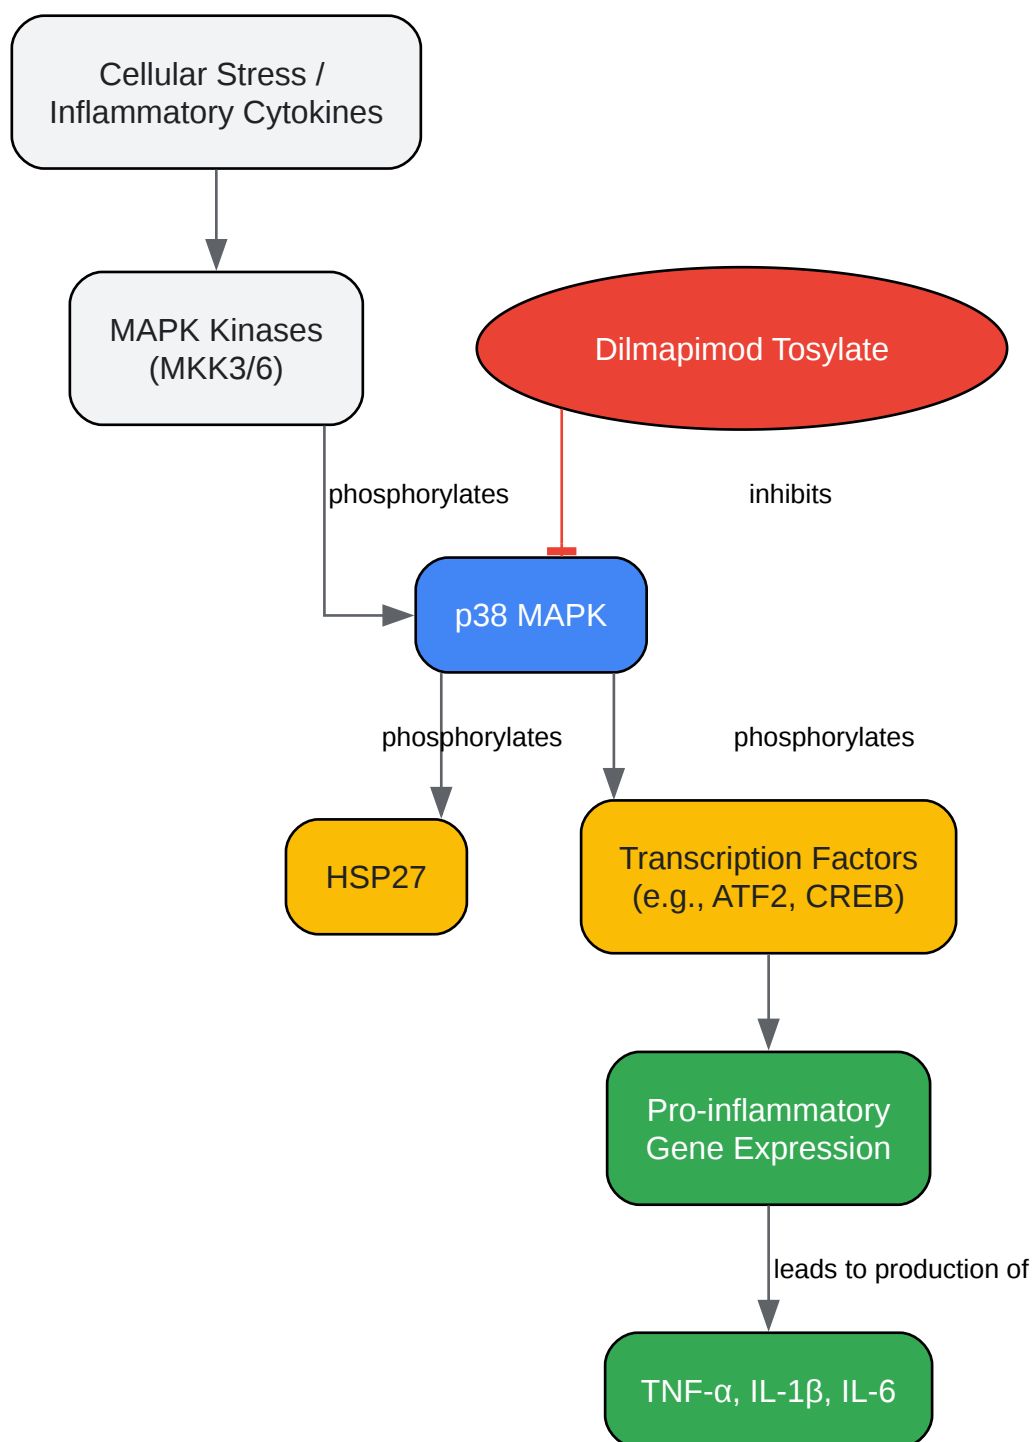 Cellular Stress /
Inflammatory Cytokines
MAPK Kinases
(MKK3/6)
Dilmapimod Tosylate
phosphorylates
inhibits
p38 MAPK
phosphorylates
phosphorylates
HSP27
Transcription Factors
(e.g., ATF2, CREB)
Pro-inflammatory
Gene Expression
leads to production of
TNF-α, IL-1β, IL-6